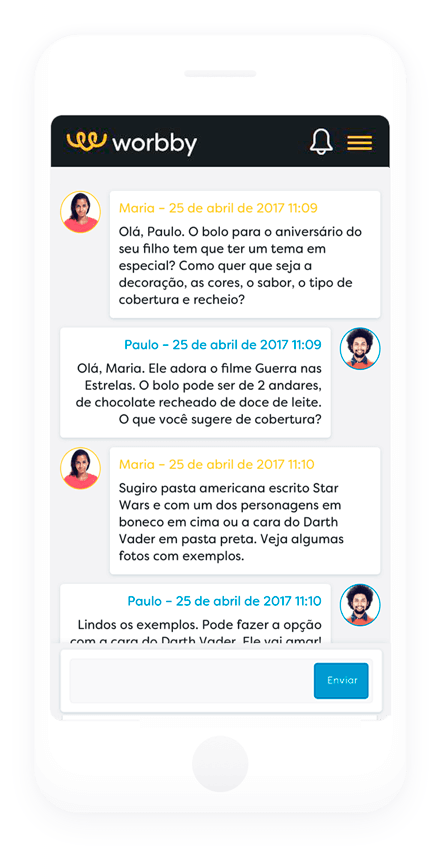 worbby
Maria – 25 de abril de 2017 11:09
Olá, Paulo. O bolo para o aniversário do
seu filho tem que ter um tema em
especial? Como quer que seja a
decoração, as cores, o sabor, o tipo de
cobertura e recheio?
Paulo – 25 de abril de 2017 11:09
Olá, Maria. Ele adora o filme Guerra nas
Estrelas. O bolo pode ser de 2 andares,
de chocolate recheado de doce de leite.
O que você sugere de cobertura?
Maria – 25 de abril de 2017 11:10
Sugiro pasta americana escrito Star
Wars e com um dos personagens em
boneco em cima ou a cara do Darth
Vader em pasta preta. Veja algumas
fotos com exemplos.
Paulo – 25 de abril de 2017 11:10
Lindos os exemplos. Pode fazer a opção
com a cara do Darth Vader. Ele vai amar!
Enviar